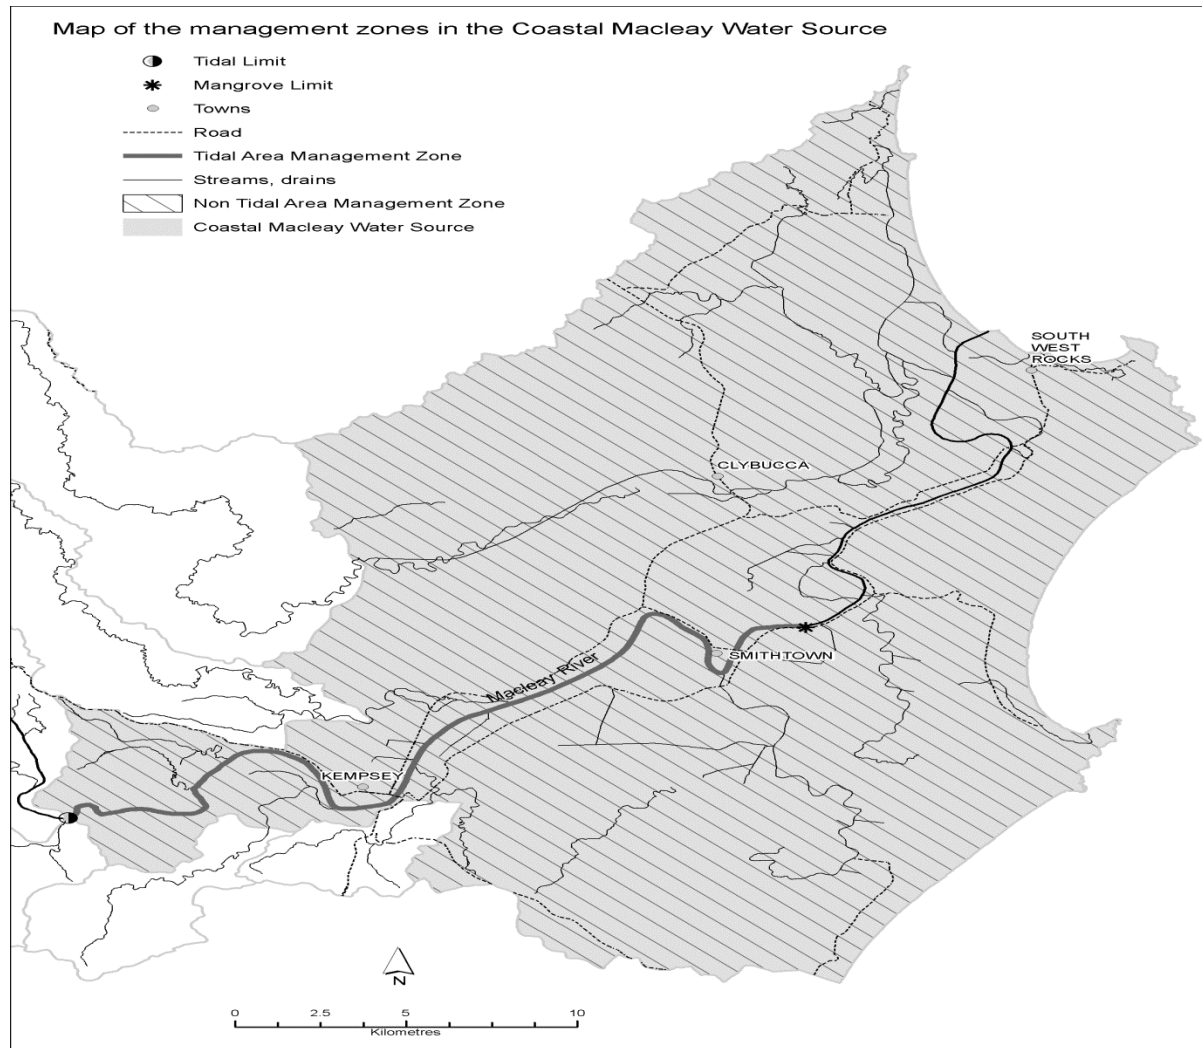 Map of the management zones in the Coastal Macleay Water Source
Tidal Limit
Mangrove Limit
Towns
Road
Tidal Area Management Zone
Streams, drains
Non Tidal Area Management Zone
Coastal Macleay Water Source
SOUTH
WEST
ROCKS
CLYBUCCA
SMITHTOWN
Macleay River
KEMPSEY
N
0 2.5 5 10
Kilometres